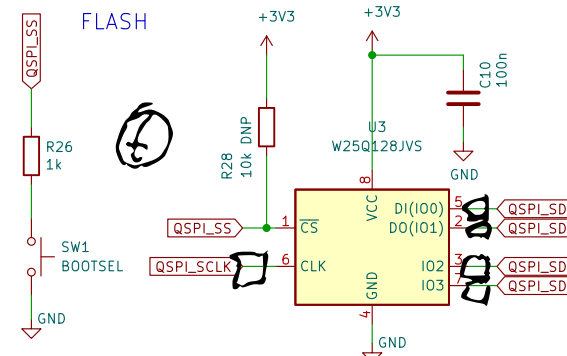 FLASH
QSPI_SS
R26
1k
SW1
BOOTSEL
GND
+3V3
R28
10k DNP
QSPI_SS
QSPI_SCLK
+3V3
C10
100n
GND
U3
W25Q128JVS
8
VCC
1
CS
6
CLK
DI(IO0)
5
QSPI_SD
DO(IO1)
2
QSPI_SD
IO2
3
QSPI_SD
IO3
7
QSPI_SD
GND
4
GND